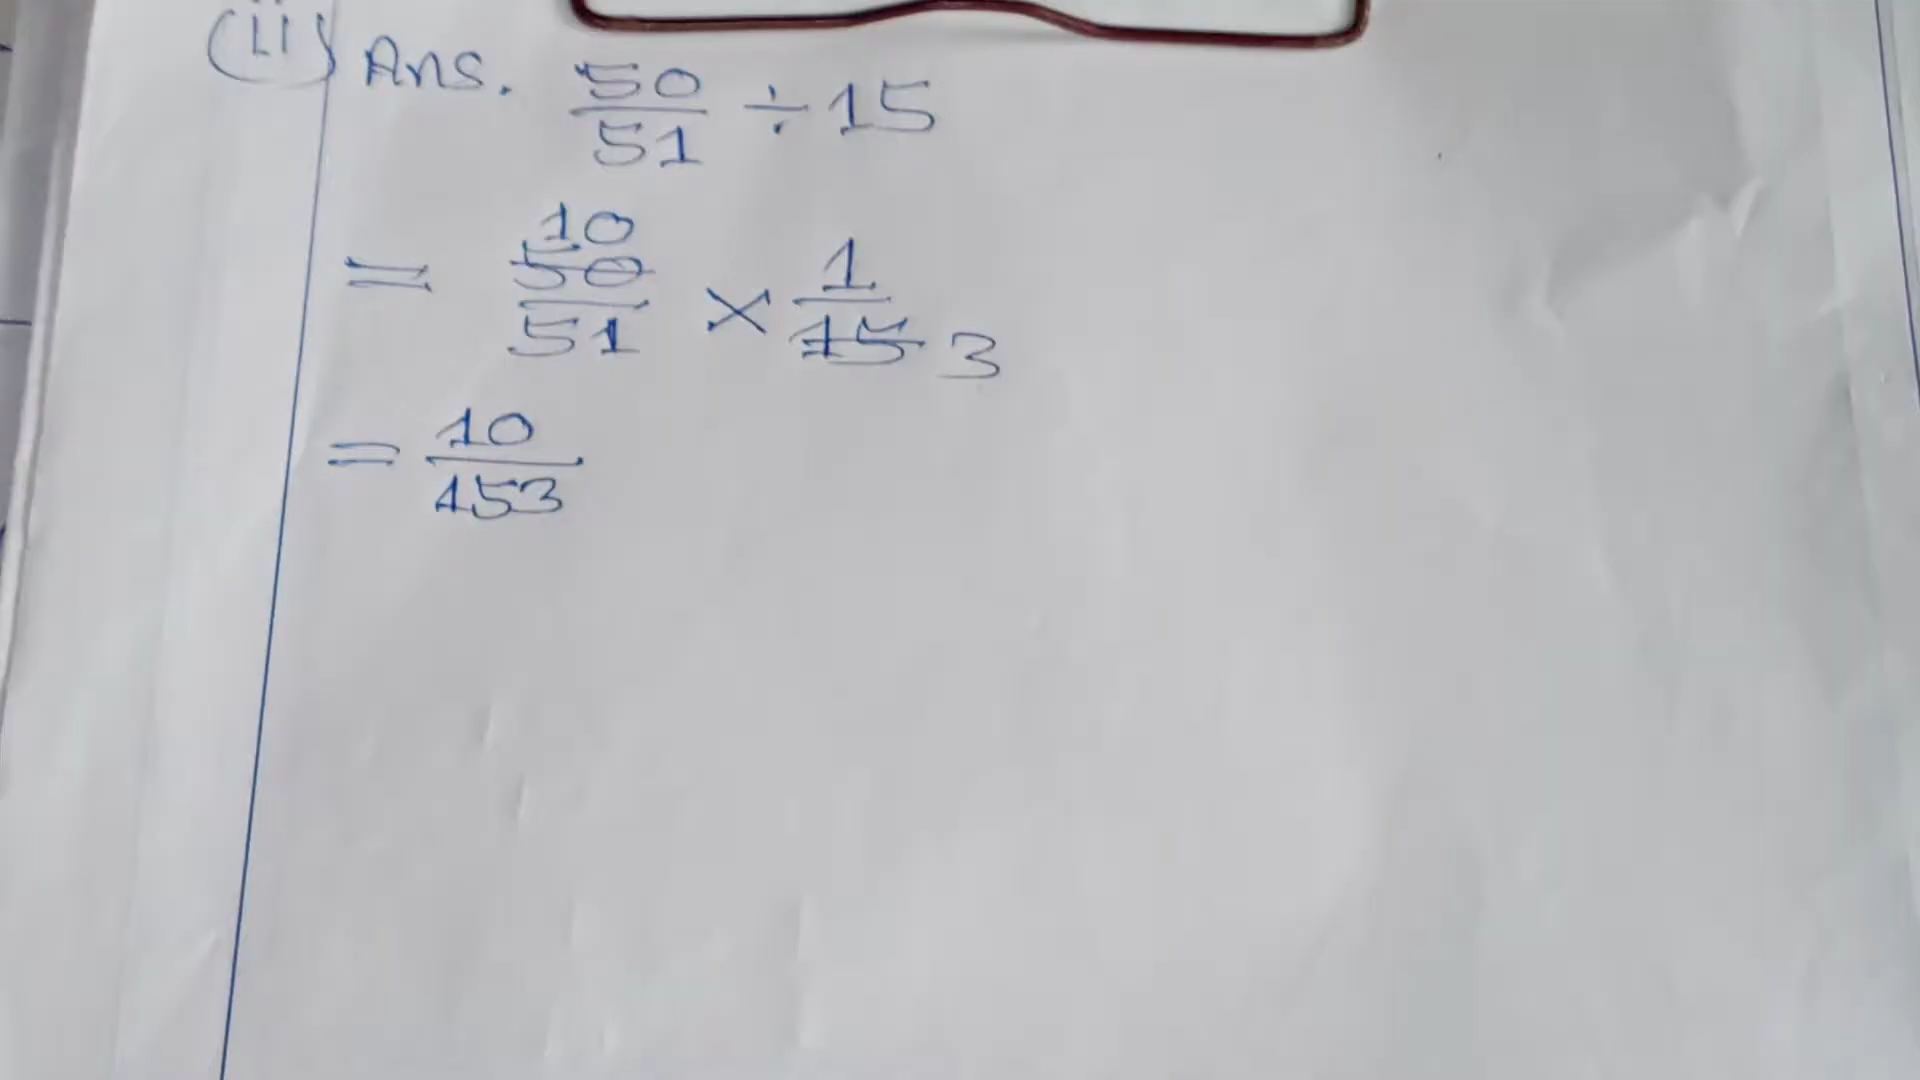 (ii) Ans. 50/51 ÷ 15
= 10 50/51 × 1/15 3
= 10/153